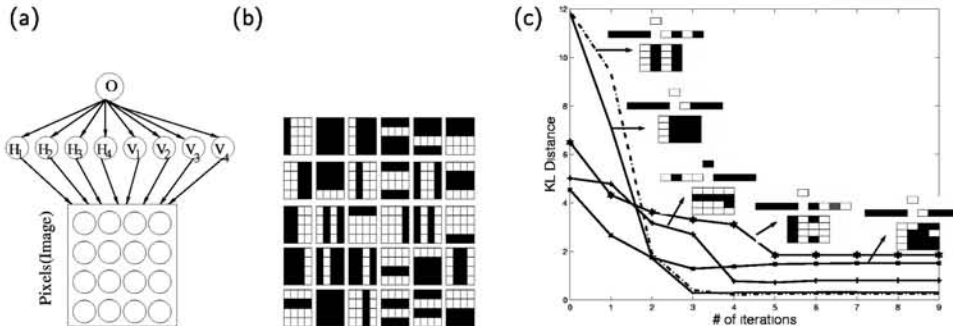 (a)
O
H1 H2 H3 H4 V1 V2 V3 V4
Pixels(Image)
(b)
(c)
KL Distance
12
10
8
6
4
2
0
0 1 2 3 4 5 6 7 8 9
# of iterations